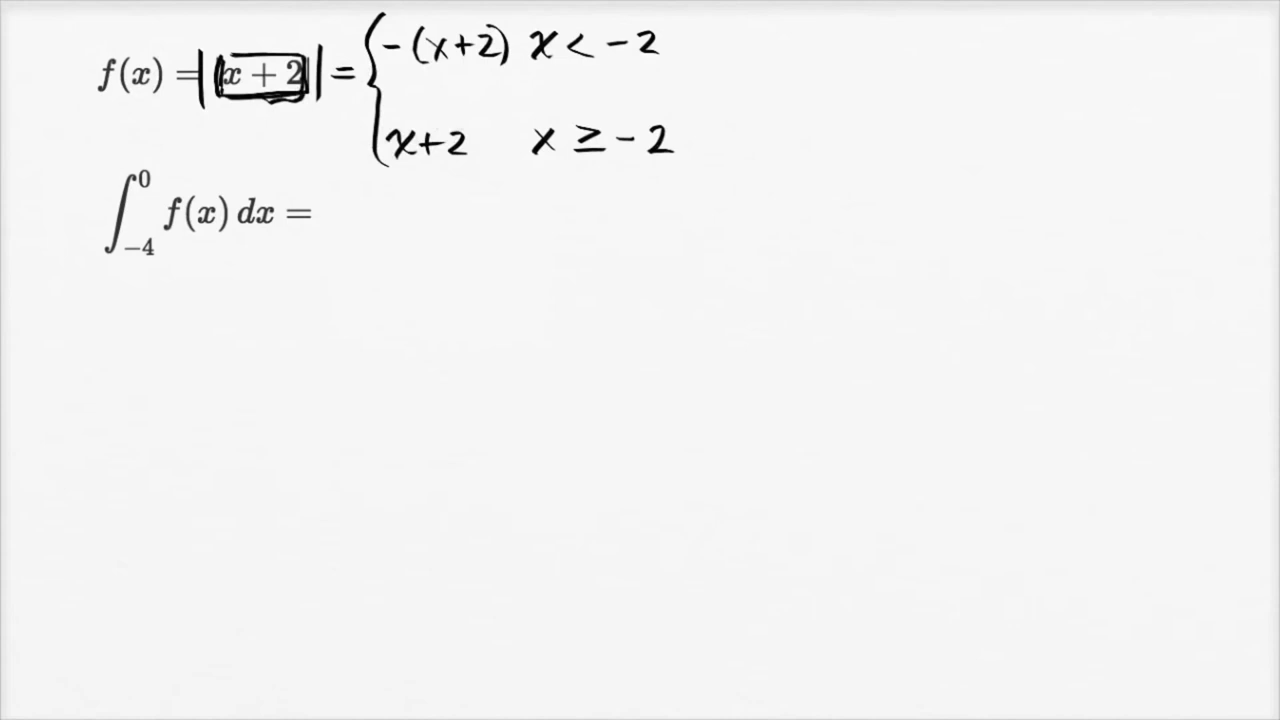 f(x) = ||x + 2|| = { -(x+2) x < -2
x+2 x ≥ -2
∫_{-4}^{0} f(x) dx =